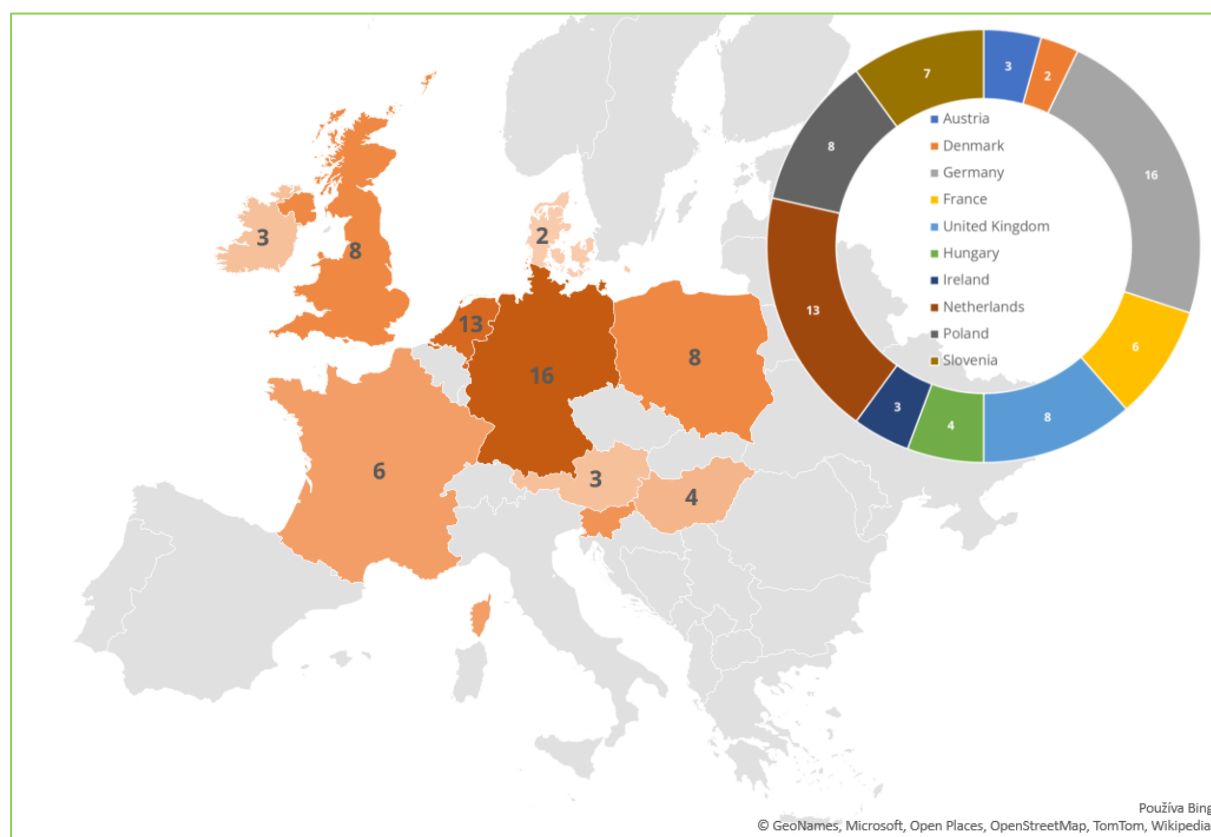 7
3
2
8
16
13
6
3
4
8
Austria
Denmark
Germany
France
United Kingdom
Hungary
Ireland
Netherlands
Poland
Slovenia
3
8
2
13
16
8
6
3
4
Používa Bing
© GeoNames, Microsoft, Open Places, OpenStreetMap, TomTom, Wikipedia